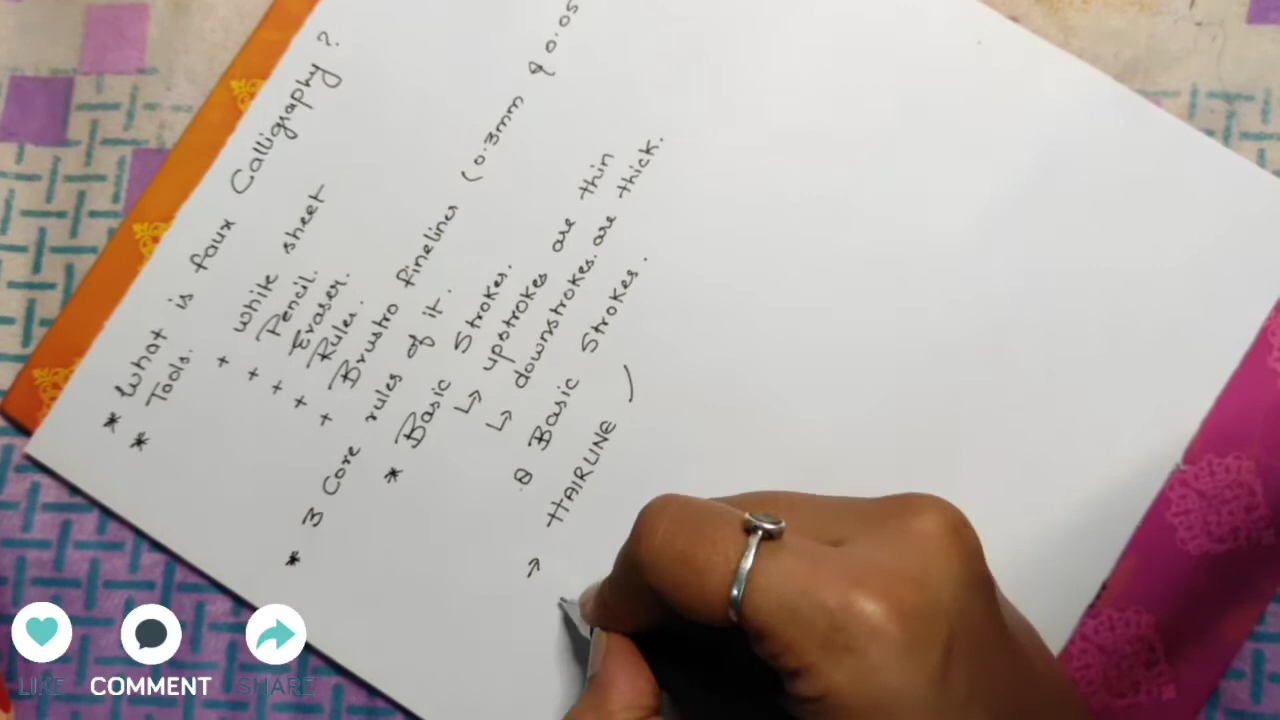 * What is faux Calligraphy ?
* Tools.
+ white sheet
+ Pencil.
+ Eraser.
+ Ruler.
+ Brustro fineliner (0.3mm & 0.05
* 3 Core rules of it.
* Basic Strokes.
↳ upstrokes are thin
↳ downstrokes are thick.
8 Basic Strokes.
→ HAIRLINE
LIKE
COMMENT
SHARE